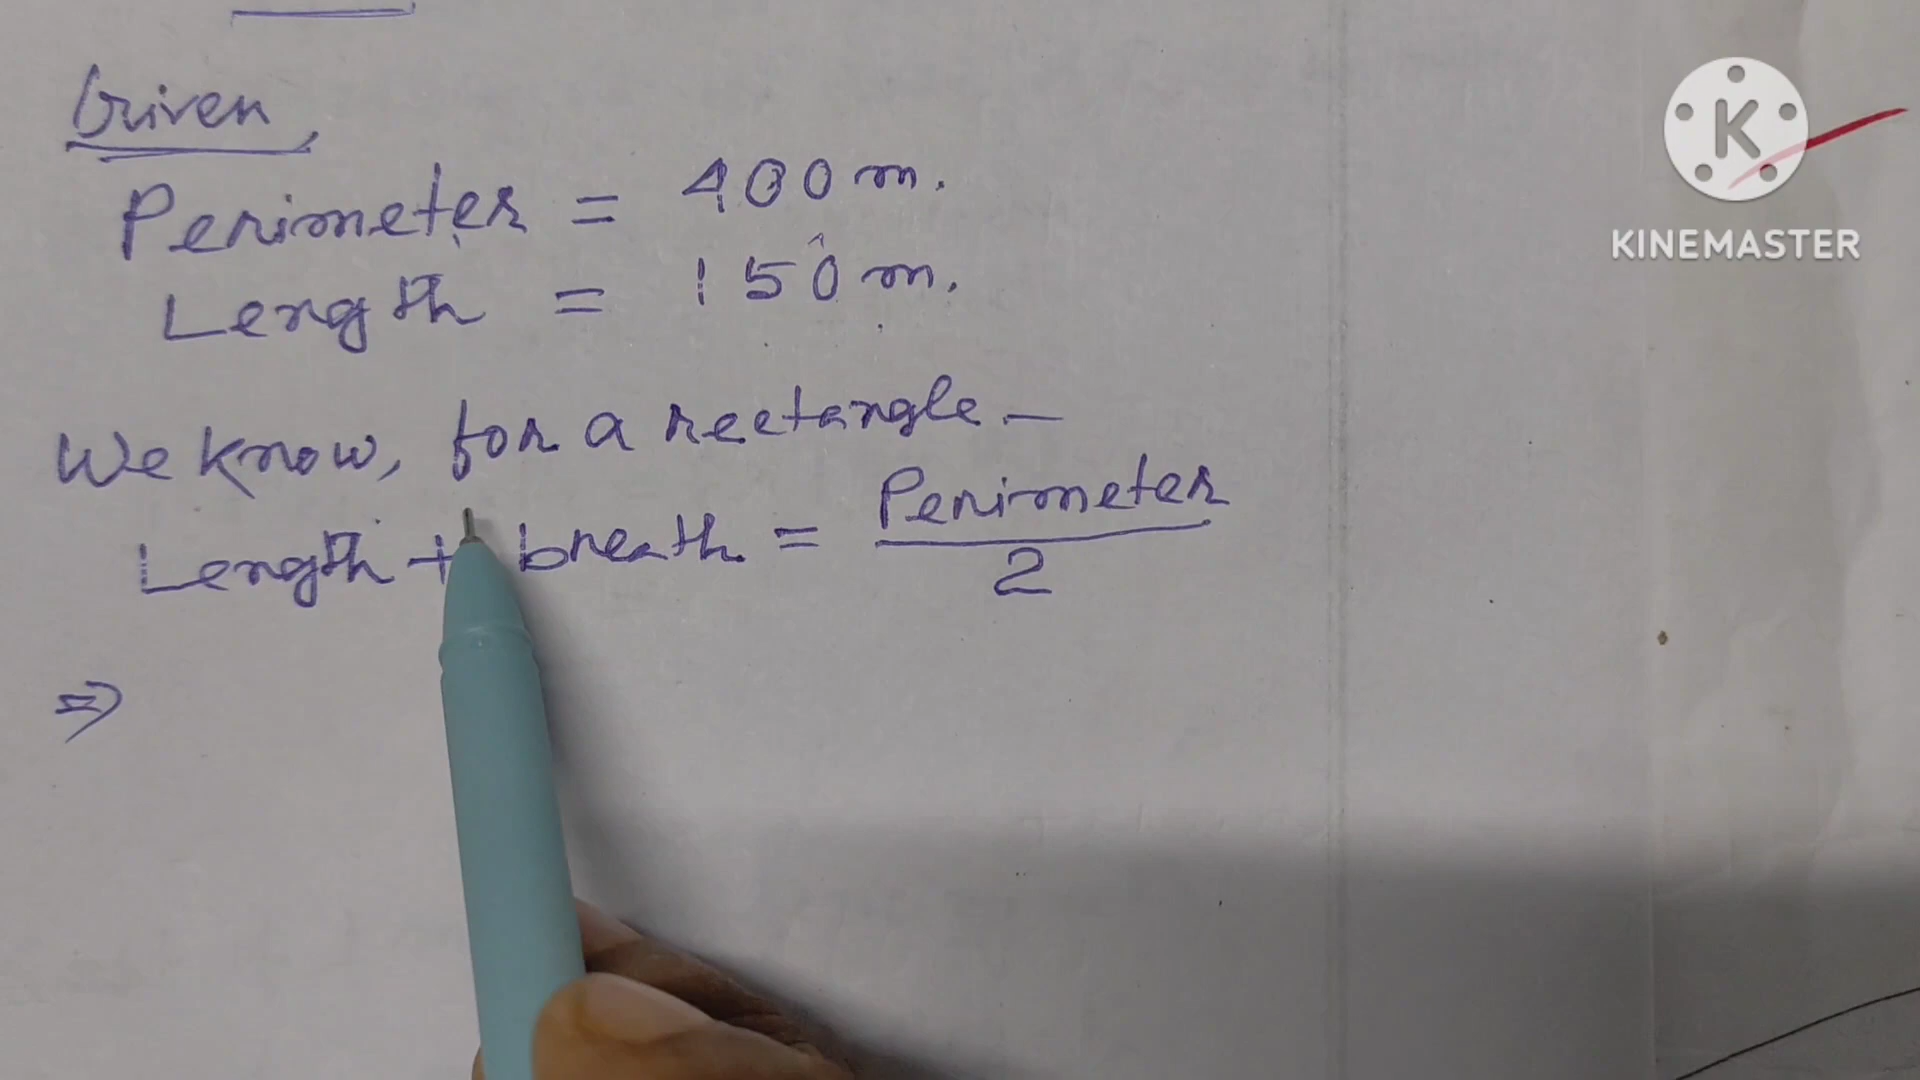 Given,
Perimeter = 400 m.
Length = 150 m.
We know, for a rectangle —
Length + breath = Perimeter / 2
⇒
K
KINEMASTER